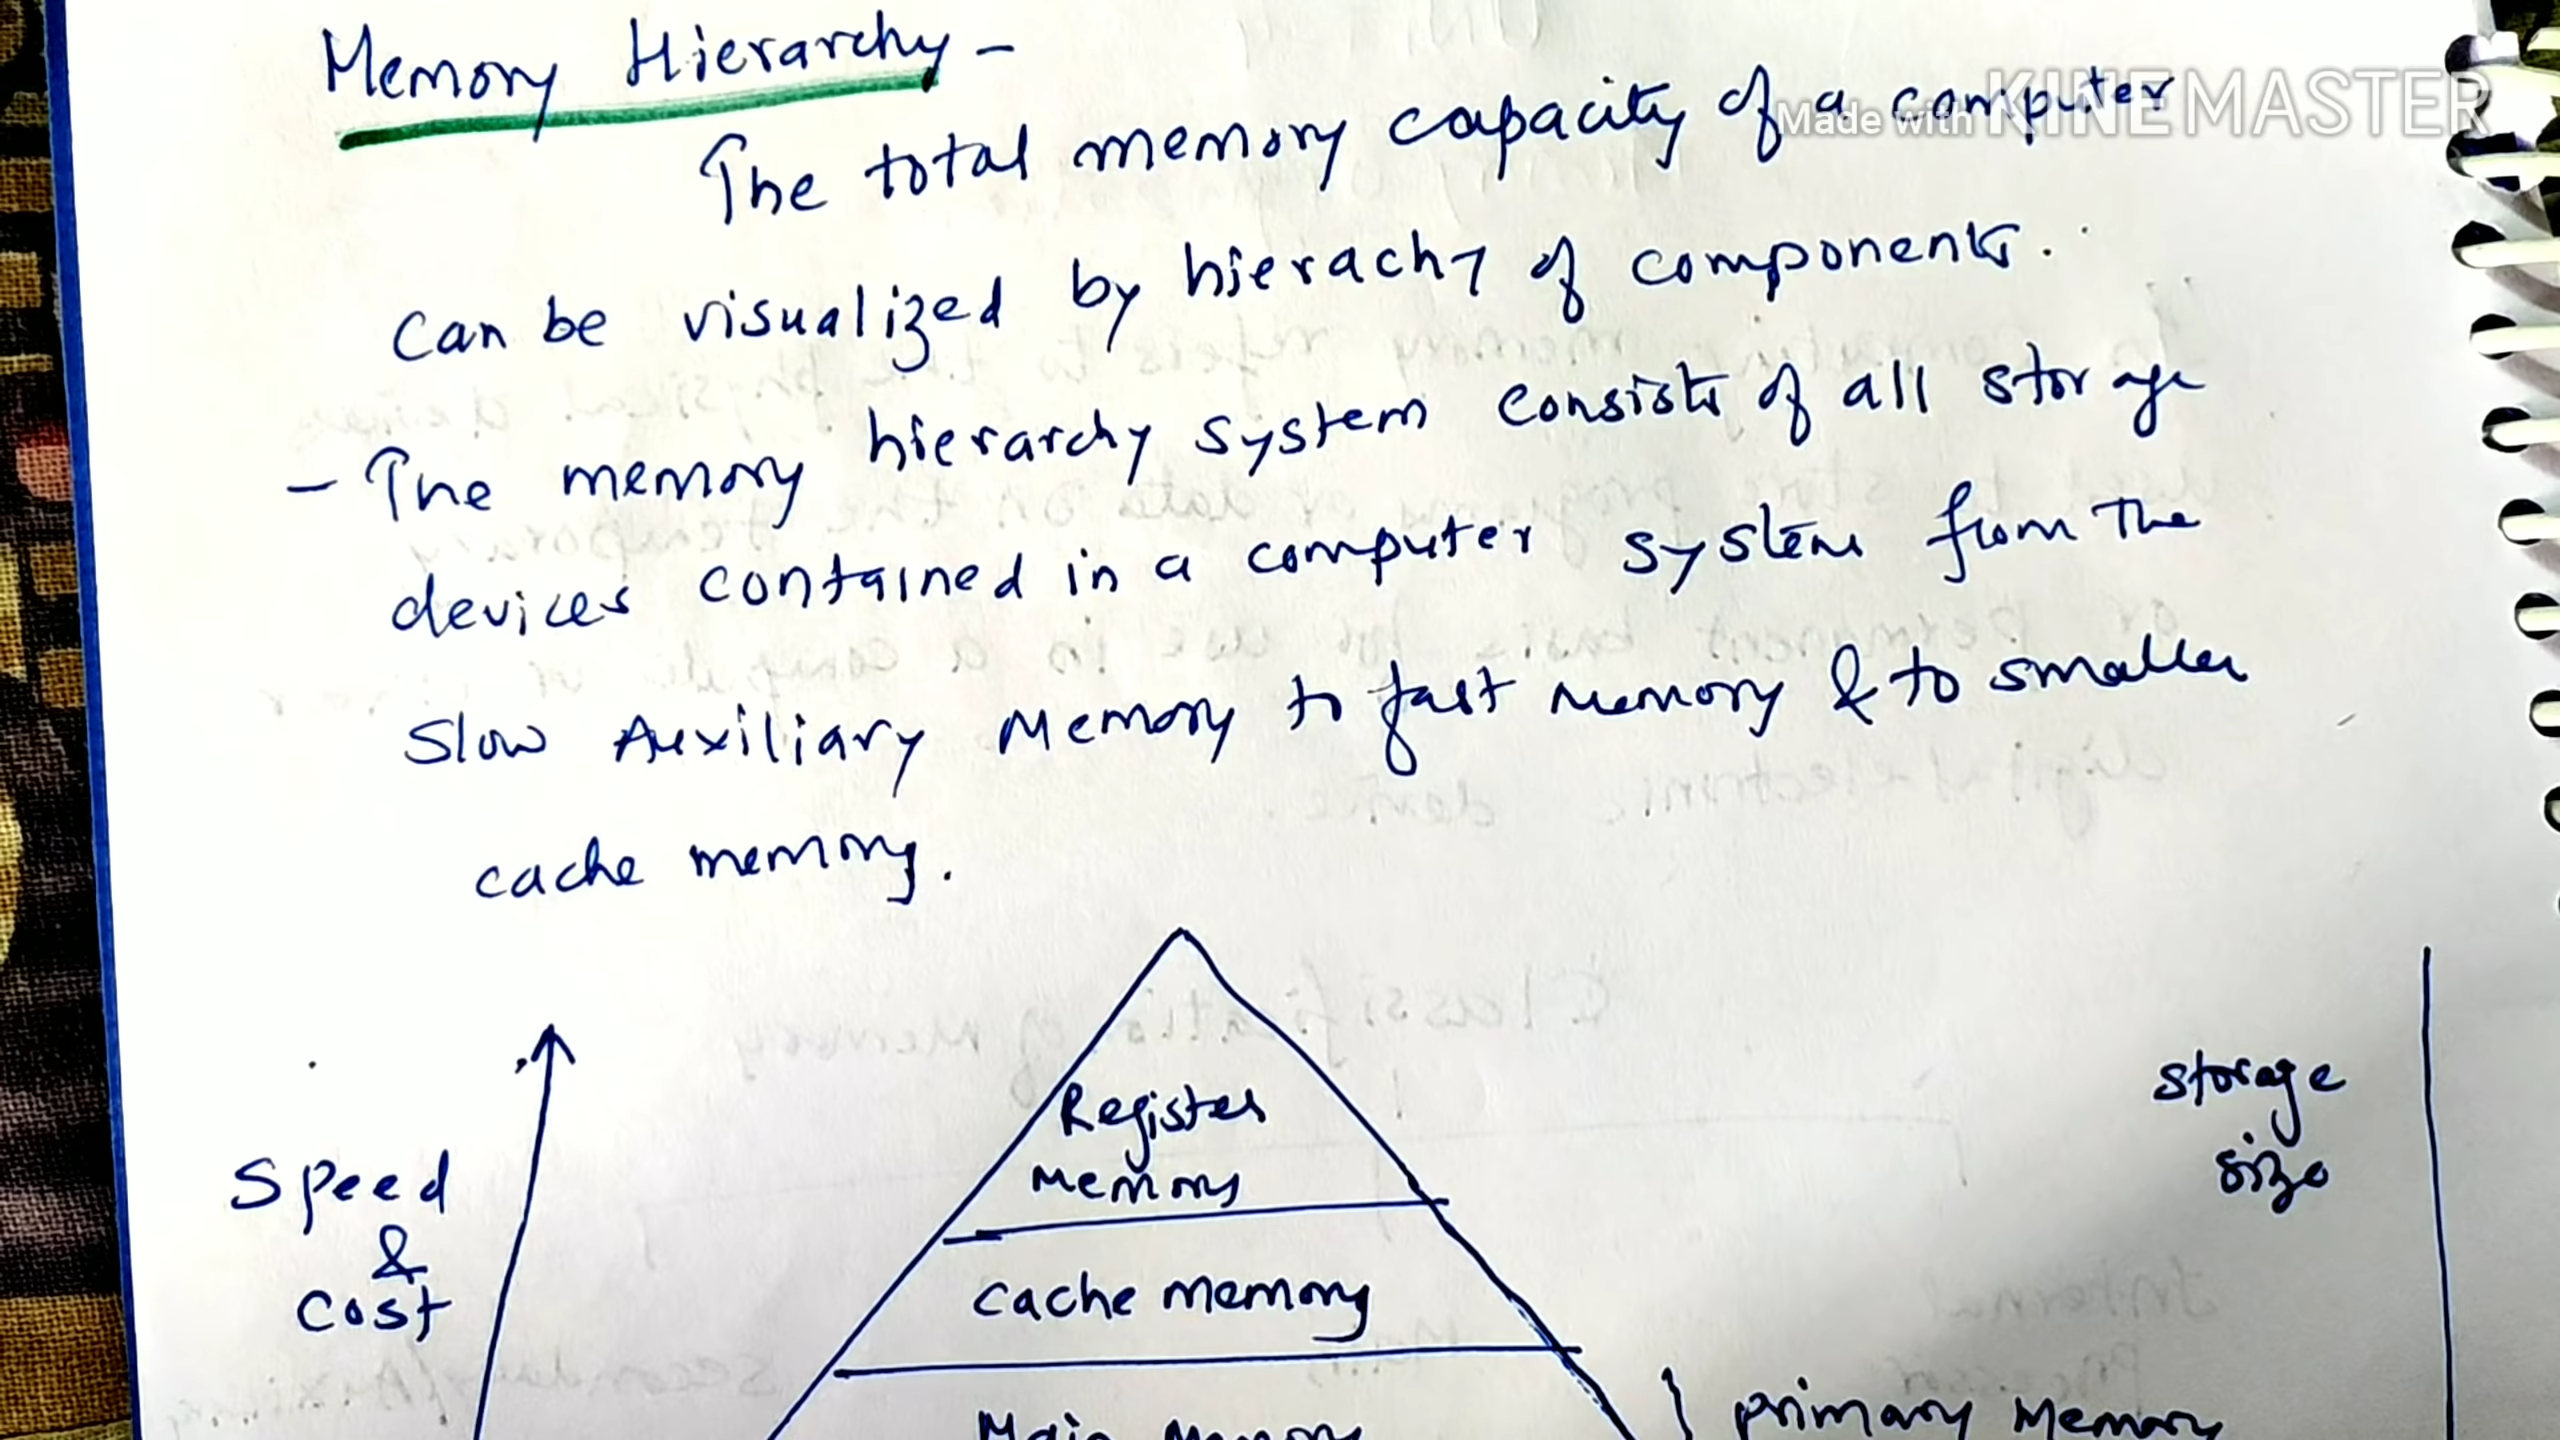 Memory Hierarchy -
Made with KINEMASTER
The total memory capacity of a computer
can be visualized by hierachy of components.
- The memory hierarchy system consists of all storage
devices contained in a computer system from the
slow Auxiliary Memory to fast memory & to smaller
cache memory.
Speed
&
Cost
Register
Memory
Cache memory
Main Memory
storage
size
primary Memory